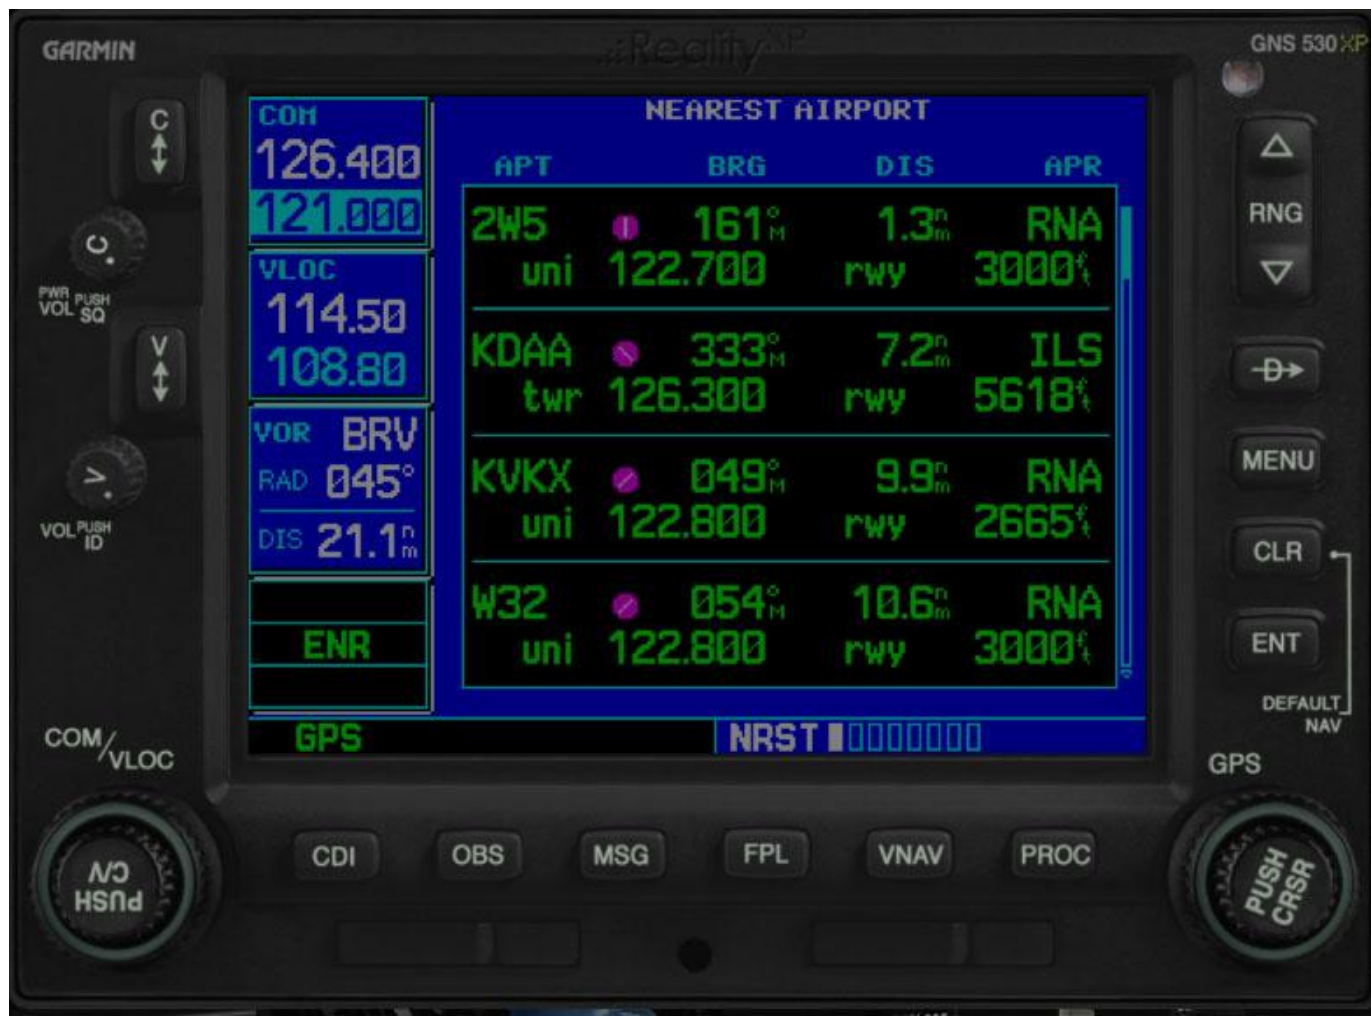 GARMIN
.:Reality XP
GNS 530 XP
C
.C
PWR
VOL PUSH
SQ
V
.V
VOL PUSH
ID
COM
126.400
121.000
VLOC
114.50
108.80
VOR BRV
RAD 045°
DIS 21.1nm
ENR
GPS
NEAREST AIRPORT
APT BRG DIS APR
2W5 161°M 1.3nm RNA
uni 122.700 rwy 3000ft
KDAA 333°M 7.2nm ILS
twr 126.300 rwy 5618ft
KVKX 049°M 9.9nm RNA
uni 122.800 rwy 2665ft
W32 054°M 10.6nm RNA
uni 122.800 rwy 3000ft
NRST
RNG
D
MENU
CLR
ENT
DEFAULT
NAV
COM/VLOC
PUSH
C/V
CDI
OBS
MSG
FPL
VNAV
PROC
GPS
PUSH
CRSR